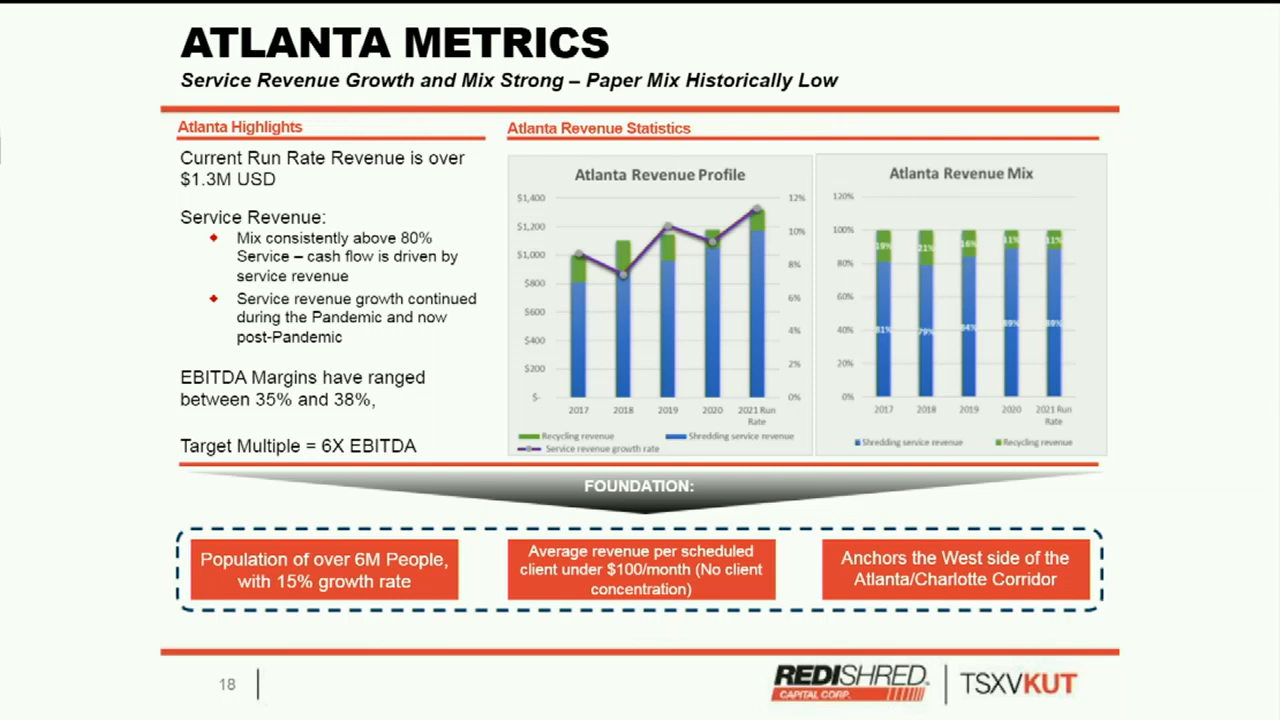 ATLANTA METRICS
Service Revenue Growth and Mix Strong – Paper Mix Historically Low
Atlanta Highlights
Current Run Rate Revenue is over
$1.3M USD
Service Revenue:
Mix consistently above 80%
Service – cash flow is driven by
service revenue
Service revenue growth continued
during the Pandemic and now
post-Pandemic
EBITDA Margins have ranged
between 35% and 38%,
Target Multiple = 6X EBITDA
Atlanta Revenue Statistics
Atlanta Revenue Profile
$1,400
$1,200
$1,000
$800
$600
$400
$200
$-
12%
10%
8%
6%
4%
2%
0%
2017
2018
2019
2020
2021 Run
Rate
Recycling revenue
Shredding service revenue
Service revenue growth rate
Atlanta Revenue Mix
120%
100%
80%
60%
40%
20%
0%
19%
21%
16%
11%
11%
81%
79%
84%
89%
89%
2017
2018
2019
2020
2021 Run
Rate
Shredding service revenue
Recycling revenue
FOUNDATION:
Population of over 6M People,
with 15% growth rate
Average revenue per scheduled
client under $100/month (No client
concentration)
Anchors the West side of the
Atlanta/Charlotte Corridor
18
REDISHRED
CAPITAL CORP.
TSXVKUT